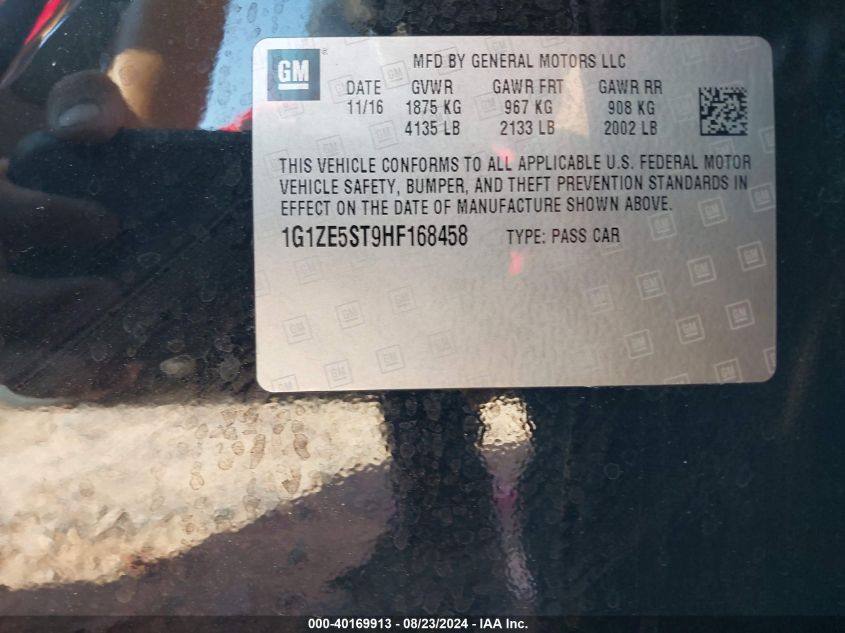 GM ®
MFD BY GENERAL MOTORS LLC
DATE GVWR GAWR FRT GAWR RR
11/16 1875 KG 967 KG 908 KG
4135 LB 2133 LB 2002 LB
THIS VEHICLE CONFORMS TO ALL APPLICABLE U.S. FEDERAL MOTOR
VEHICLE SAFETY, BUMPER, AND THEFT PREVENTION STANDARDS IN
EFFECT ON THE DATE OF MANUFACTURE SHOWN ABOVE.
1G1ZE5ST9HF168458 TYPE: PASS CAR
000-40169913 - 08/23/2024 - IAA Inc.